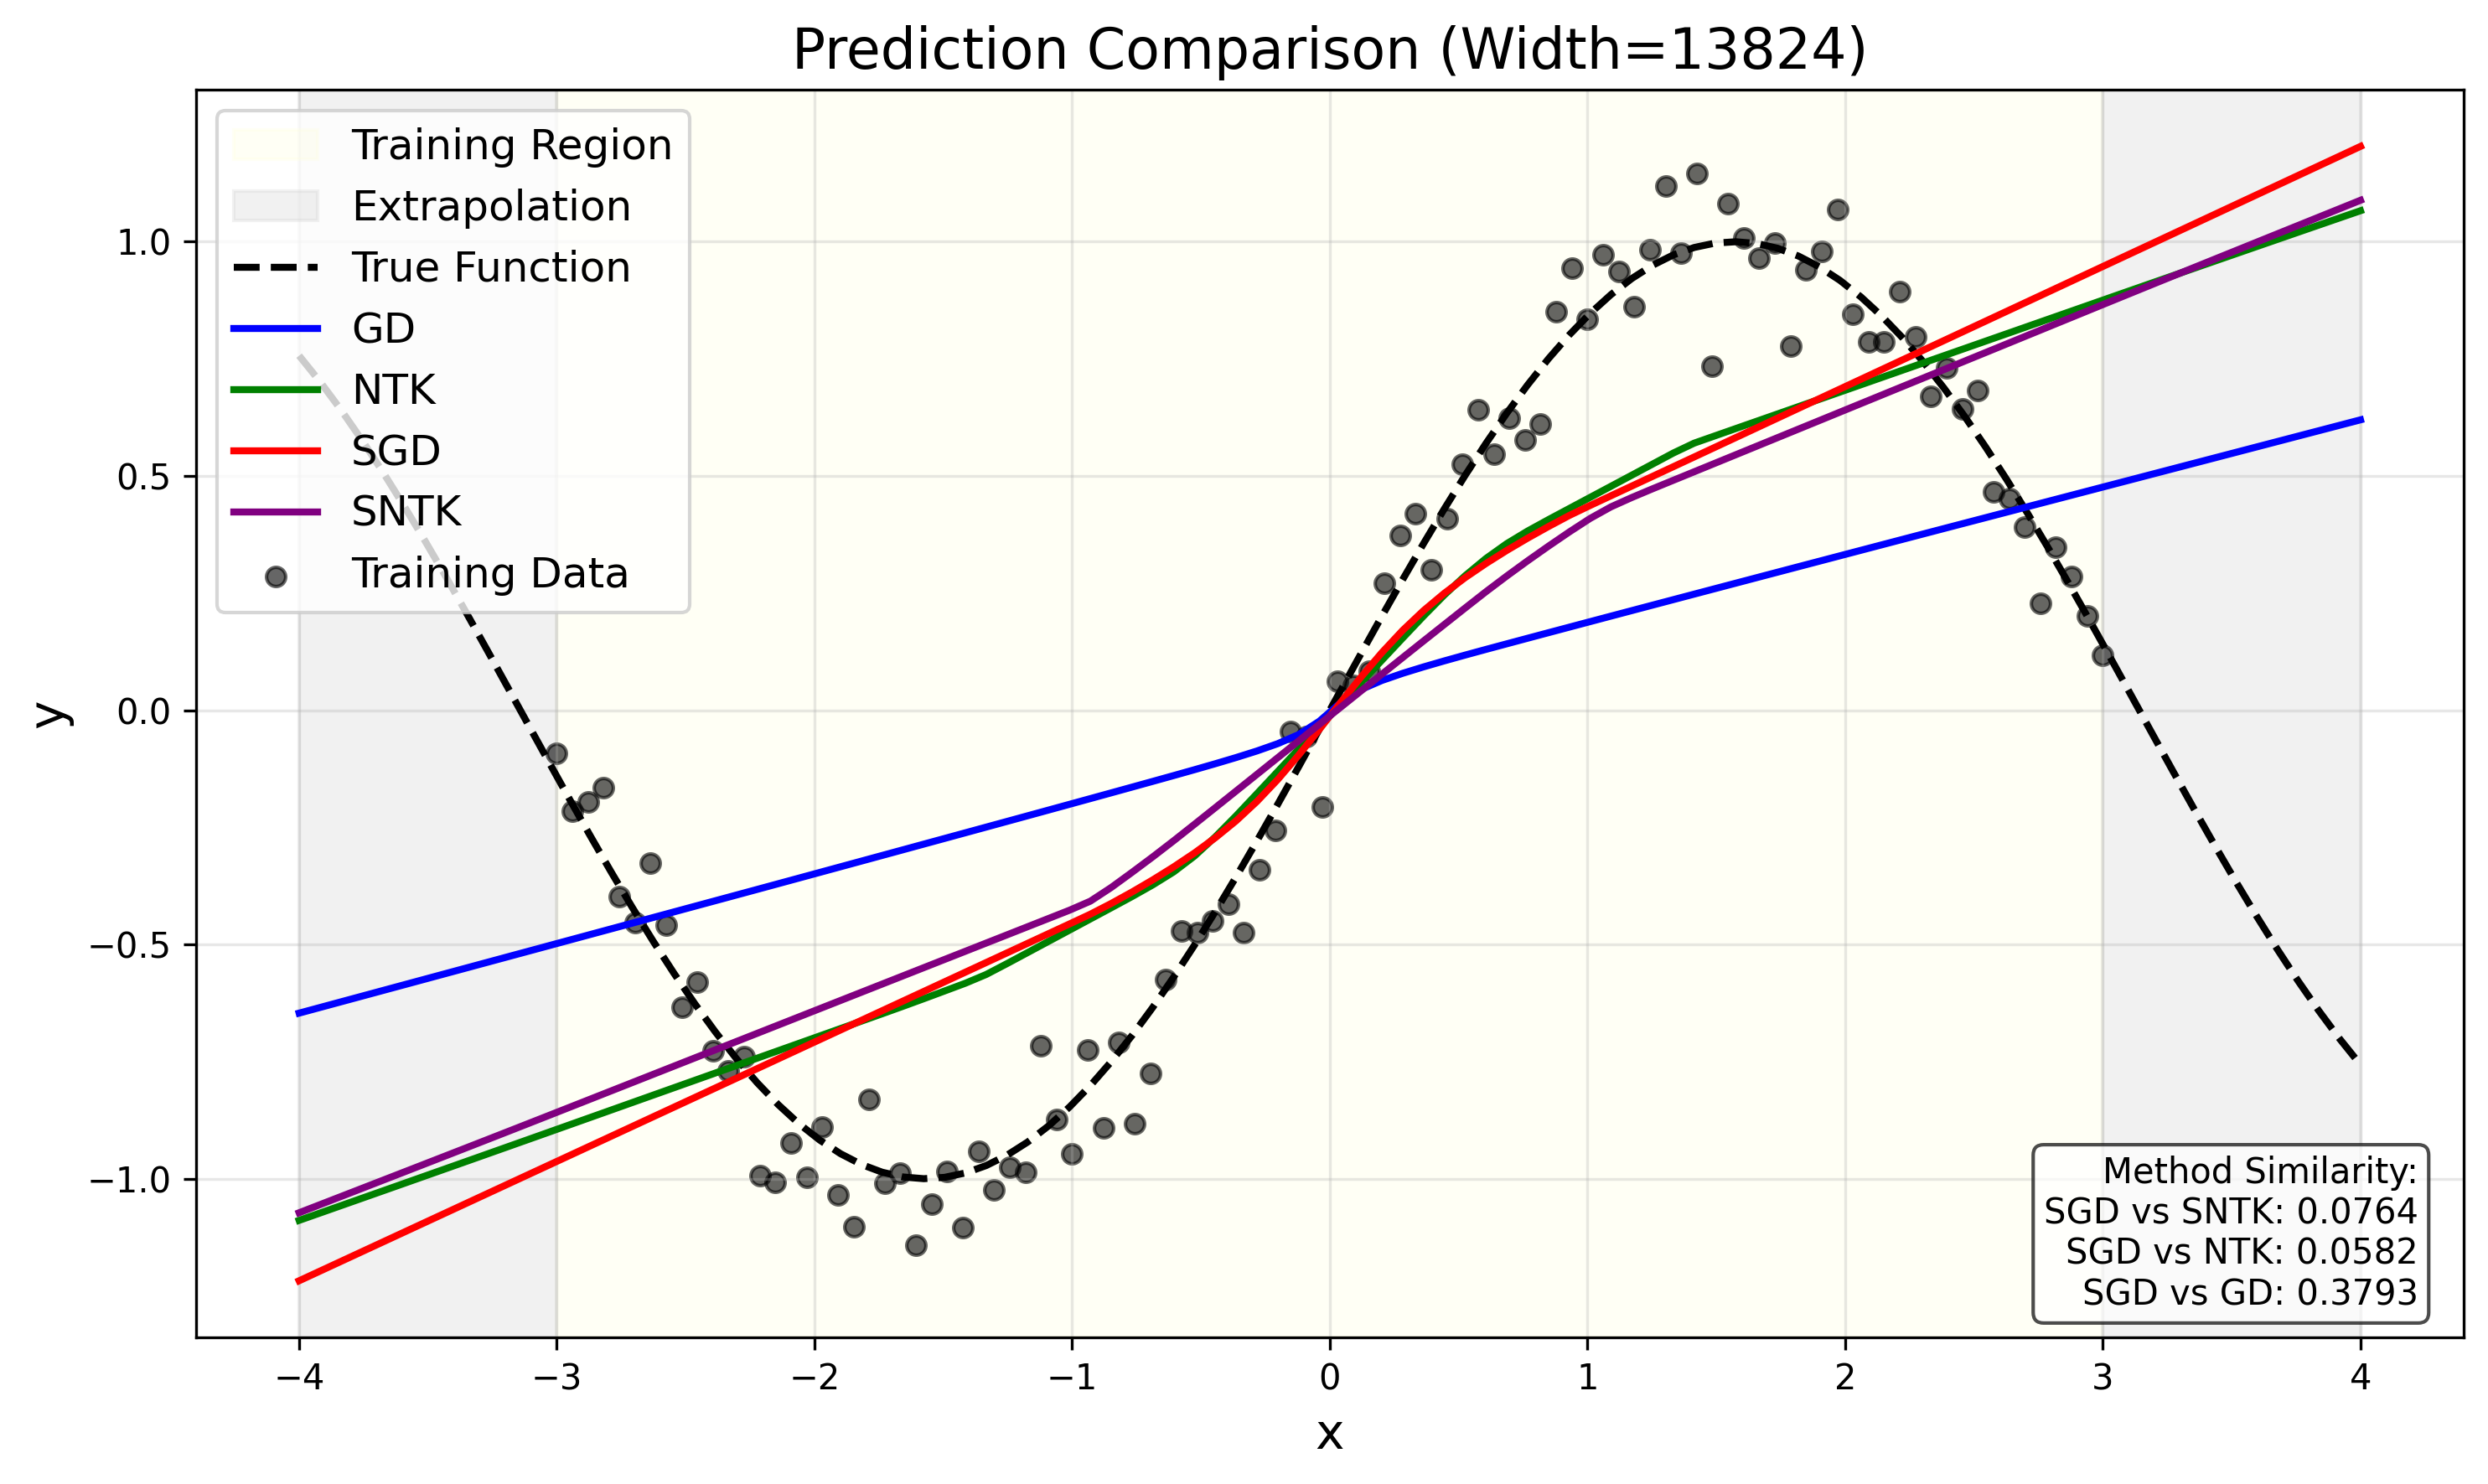 Prediction Comparison (Width=13824)
Training Region
Extrapolation
True Function
GD
NTK
SGD
SNTK
Training Data
1.0
0.5
0.0
−0.5
−1.0
y
Method Similarity:
SGD vs SNTK: 0.0764
SGD vs NTK: 0.0582
SGD vs GD: 0.3793
−4 −3 −2 −1 0 1 2 3 4
x